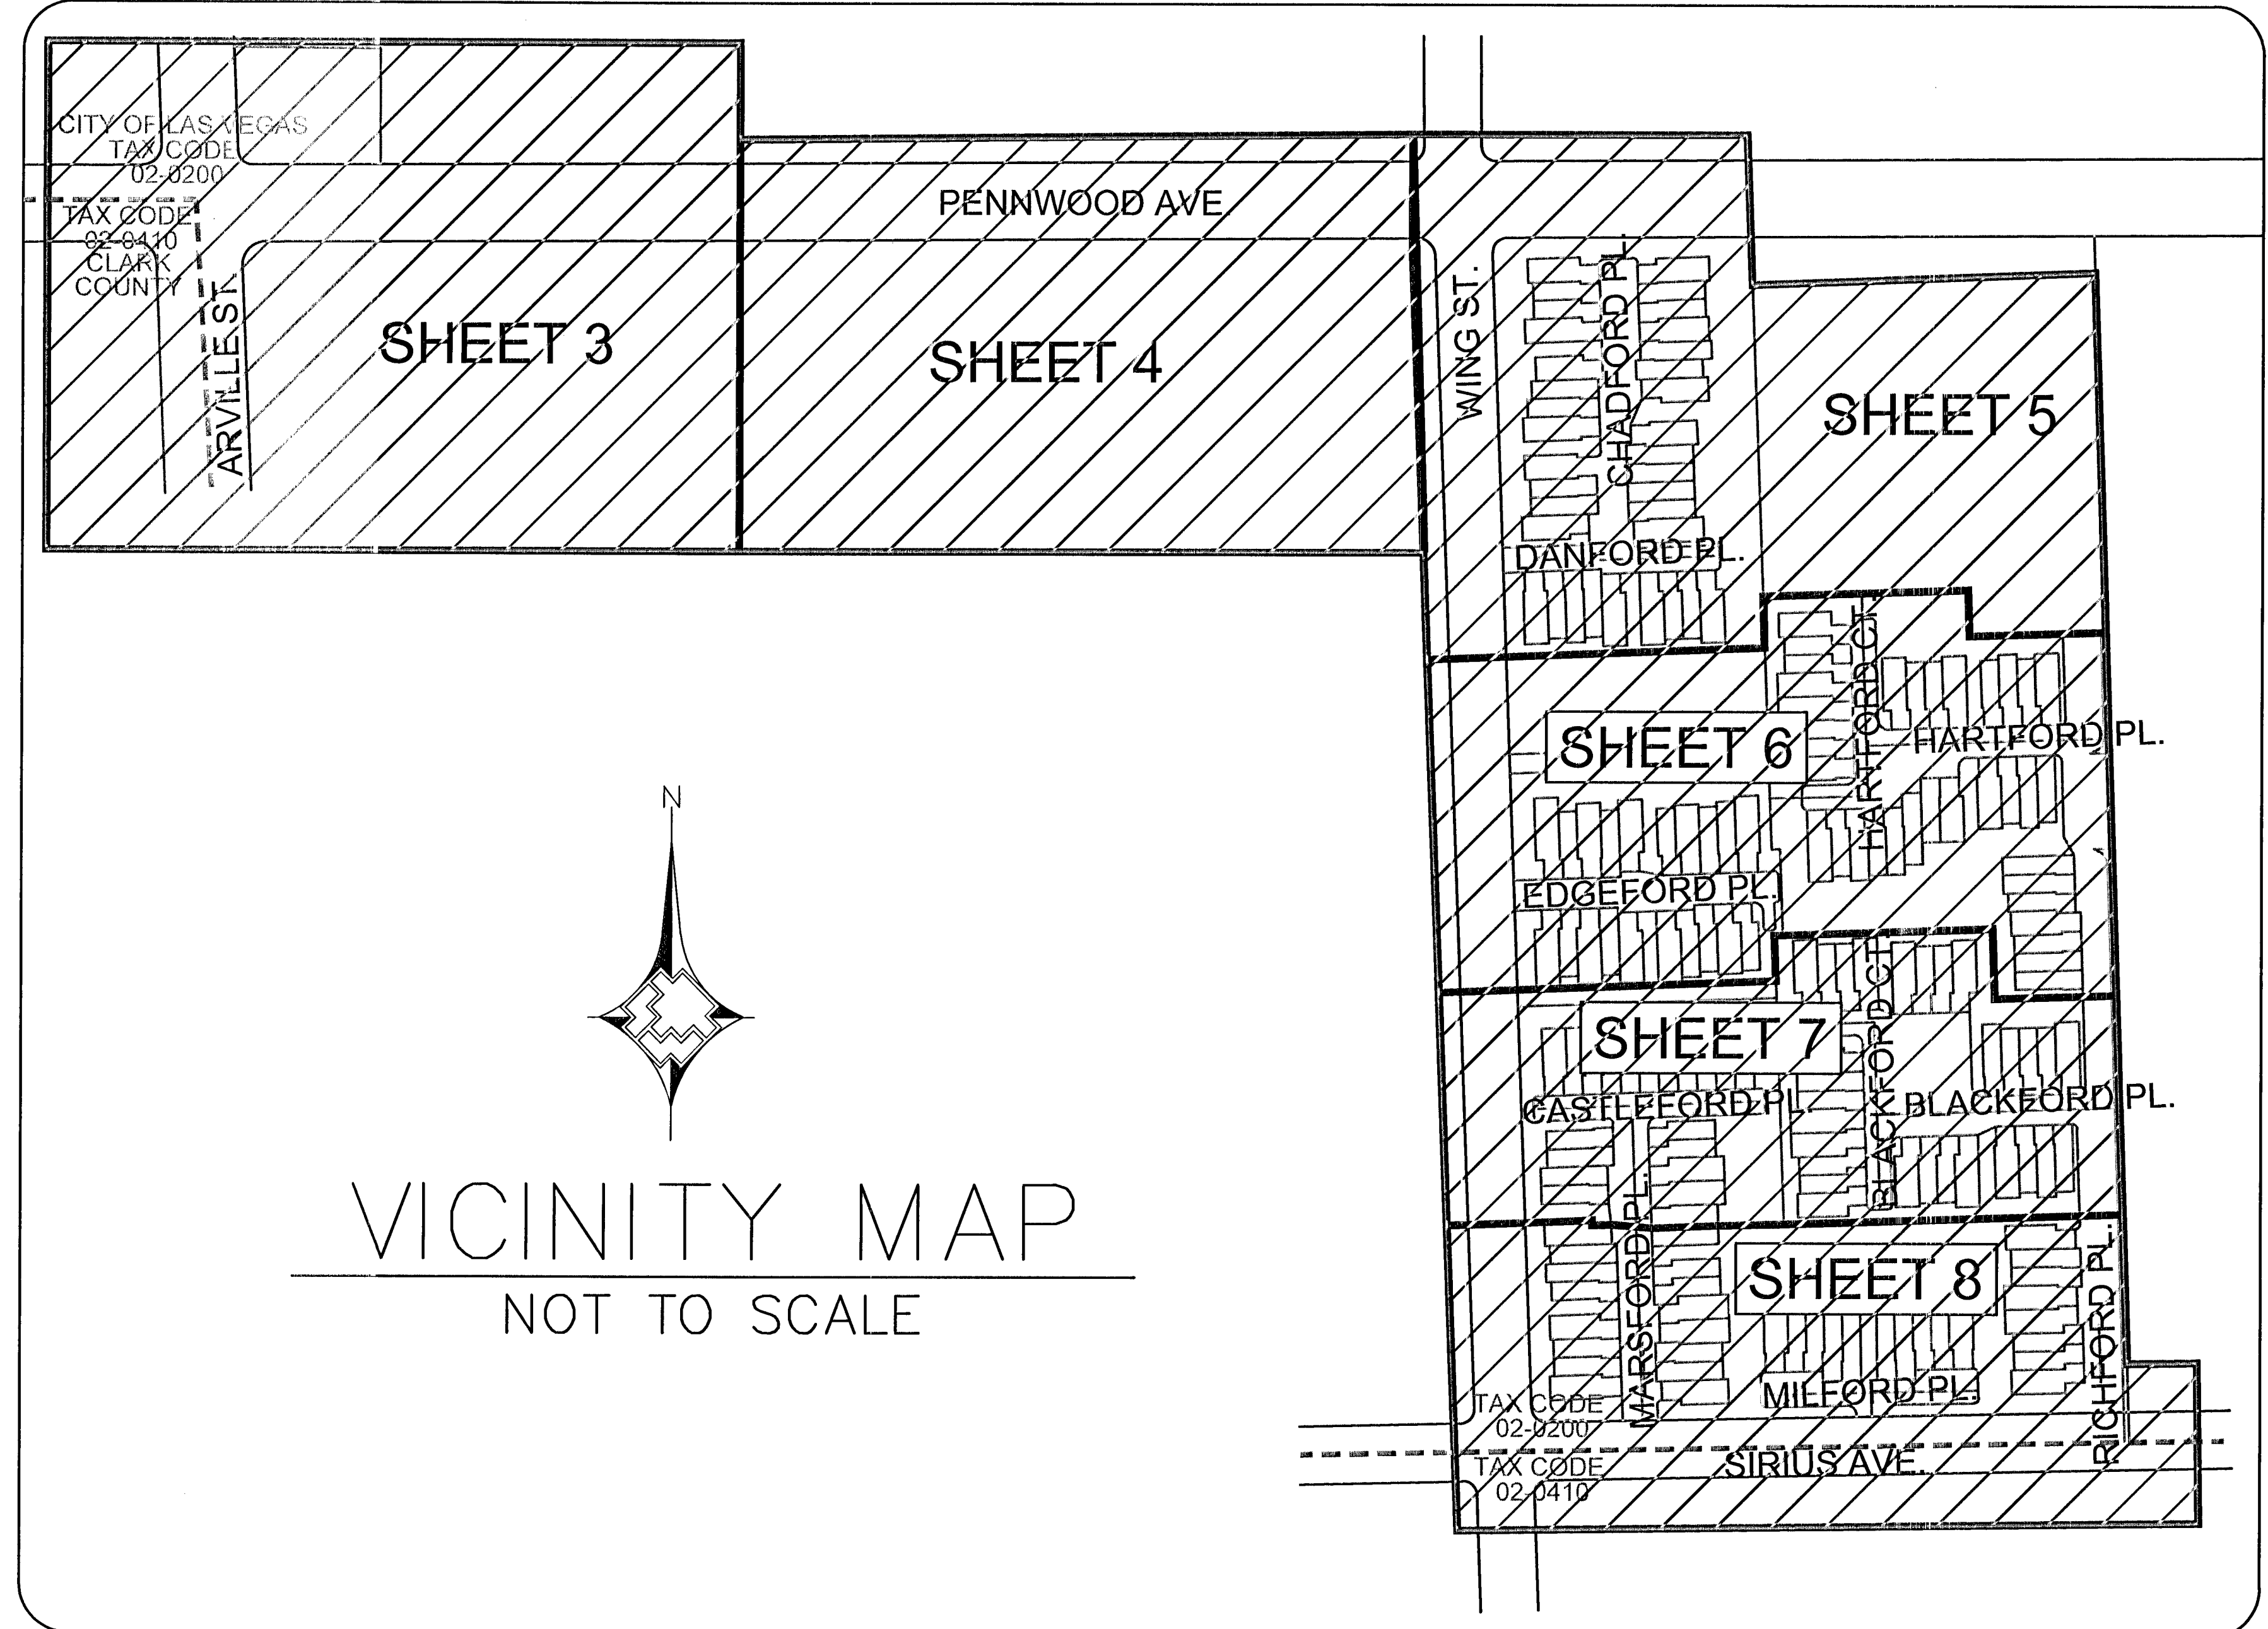 CITY OF LAS VEGAS
TAX CODE
02-0200
TAX CODE
02-0410
CLARK
COUNTY
ARVILLE ST.
SHEET 3
PENNWOOD AVE.
SHEET 4
WING ST.
CHADFORD PL.
SHEET 5
DANFORD PL.
HARTFORD CT.
SHEET 6
HARTFORD PL.
EDGEFORD PL.
BLACKFORD CT.
SHEET 7
CASTLEFORD PL.
BLACKFORD PL.
MARSFORD PL.
SHEET 8
RICHFORD PL.
MILFORD PL.
TAX CODE
02-0200
SIRIUS AVE.
TAX CODE
02-0410
N
VICINITY MAP
NOT TO SCALE